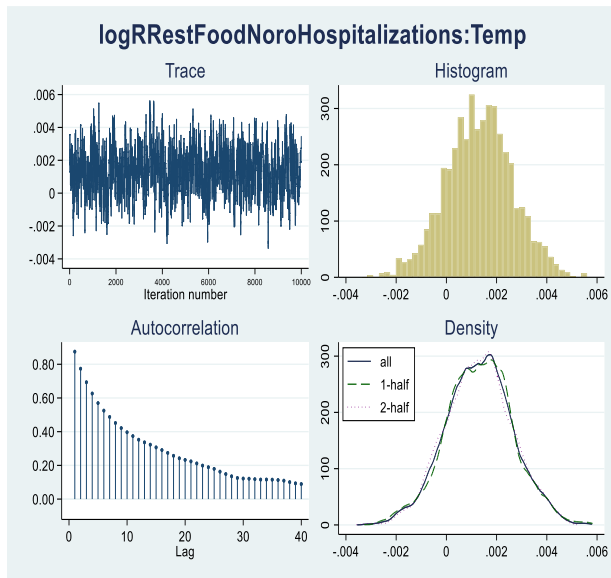 logRRestFoodNoroHospitalizations:Temp
Trace
.006
.004
.002
0
-.002
-.004
0 2000 4000 6000 8000 10000
Iteration number
Histogram
300
200
100
0
-.004 -.002 0 .002 .004 .006
Autocorrelation
0.80
0.60
0.40
0.20
0.00
0 10 20 30 40
Lag
Density
all
1-half
2-half
300
200
100
0
-.004 -.002 0 .002 .004 .006